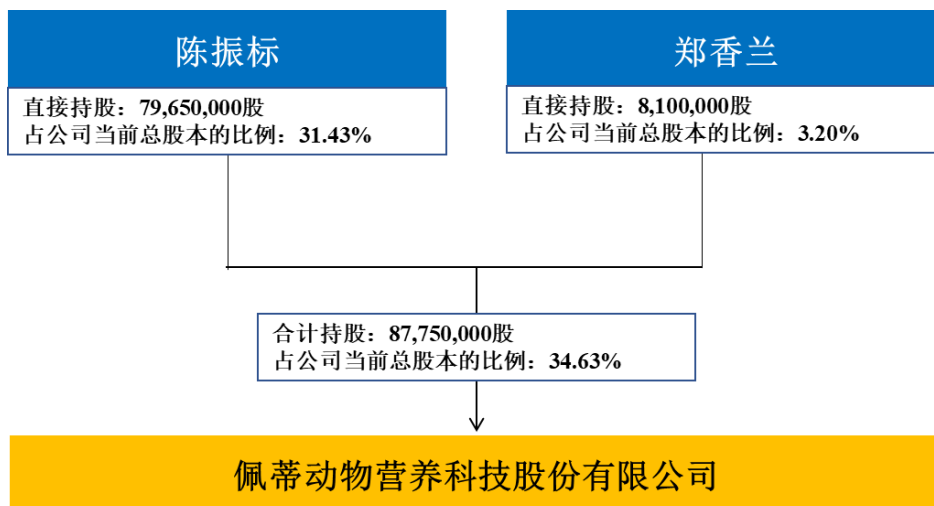 陈振标
直接持股：79,650,000股
占公司当前总股本的比例：31.43%
郑香兰
直接持股：8,100,000股
占公司当前总股本的比例：3.20%
合计持股：87,750,000股
占公司当前总股本的比例：34.63%
佩蒂动物营养科技股份有限公司